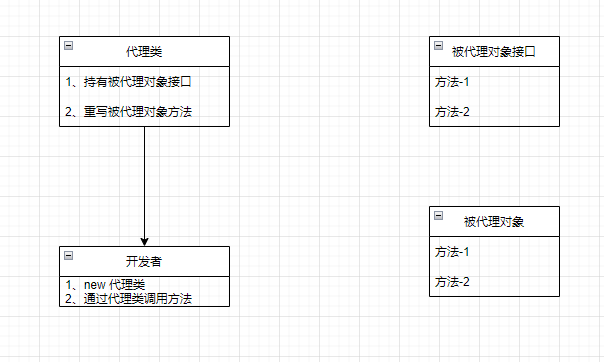 代理类
1、持有被代理对象接口
2、重写被代理对象方法
被代理对象接口
方法-1
方法-2
开发者
1、new 代理类
2、通过代理类调用方法
被代理对象
方法-1
方法-2